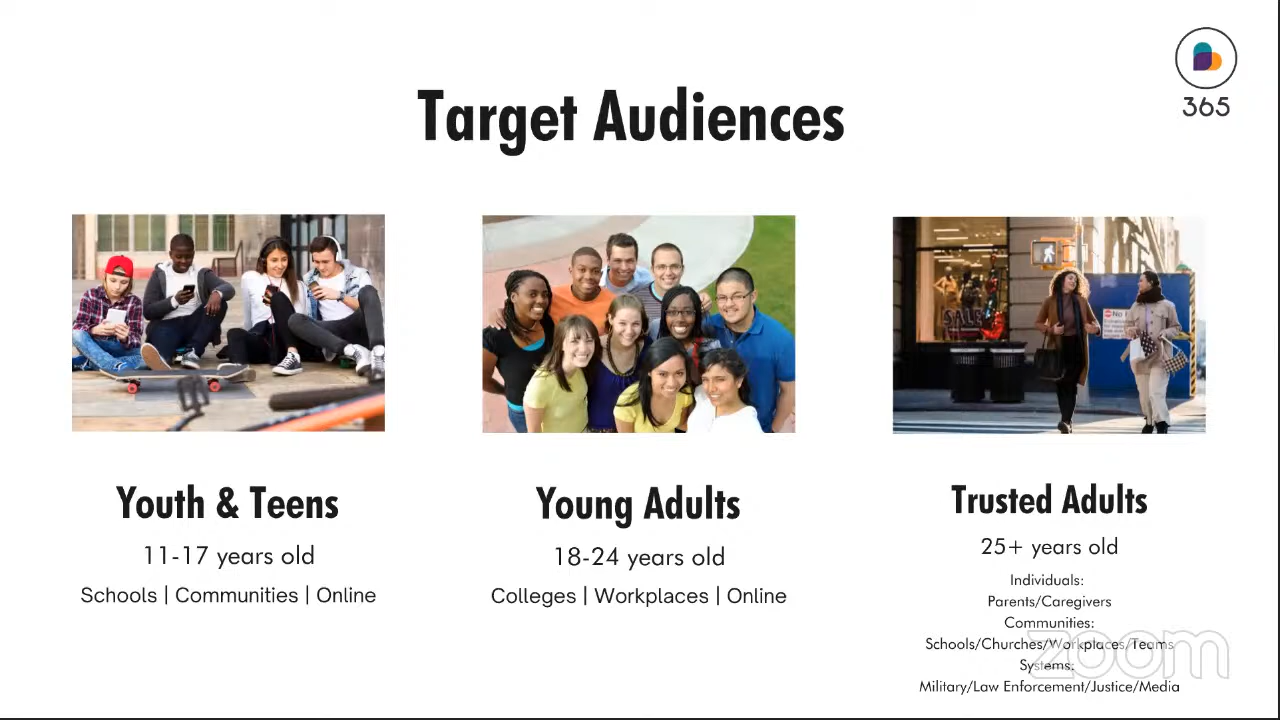 365
Target Audiences
SALE
No
Youth & Teens
11-17 years old
Schools | Communities | Online
Young Adults
18-24 years old
Colleges | Workplaces | Online
Trusted Adults
25+ years old
Individuals:
Parents/Caregivers
Communities:
Schools/Churches/Workplaces/Teams
Systems:
Military/Law Enforcement/Justice/Media
zoom